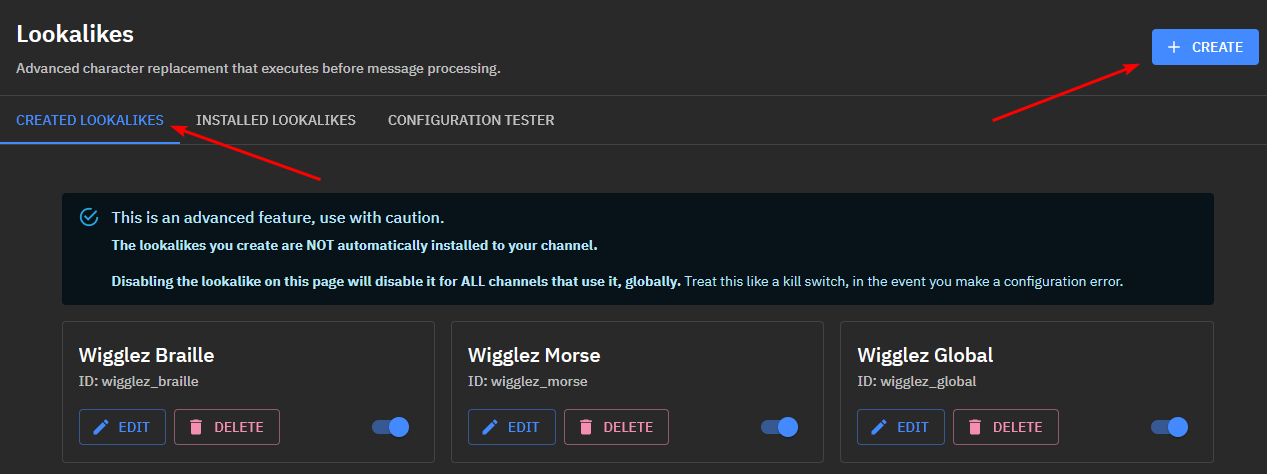 Lookalikes
+ CREATE
Advanced character replacement that executes before message processing.
CREATED LOOKALIKES INSTALLED LOOKALIKES CONFIGURATION TESTER
This is an advanced feature, use with caution.
The lookalikes you create are NOT automatically installed to your channel.
Disabling the lookalike on this page will disable it for ALL channels that use it, globally. Treat this like a kill switch, in the event you make a configuration error.
Wigglez Braille Wigglez Morse Wigglez Global
ID: wigglez_braille ID: wigglez_morse ID: wigglez_global
EDIT DELETE EDIT DELETE EDIT DELETE